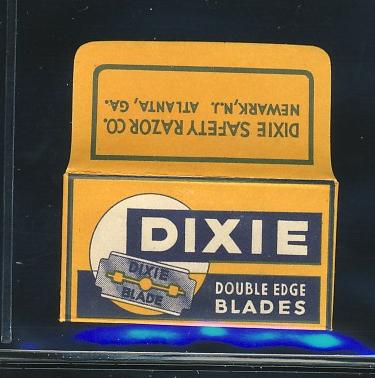 DIXIE SAFETY RAZOR CO.
NEWARK, N.J. ATLANTA, GA.
DIXIE
DIXIE
BLADE
DOUBLE EDGE
BLADES